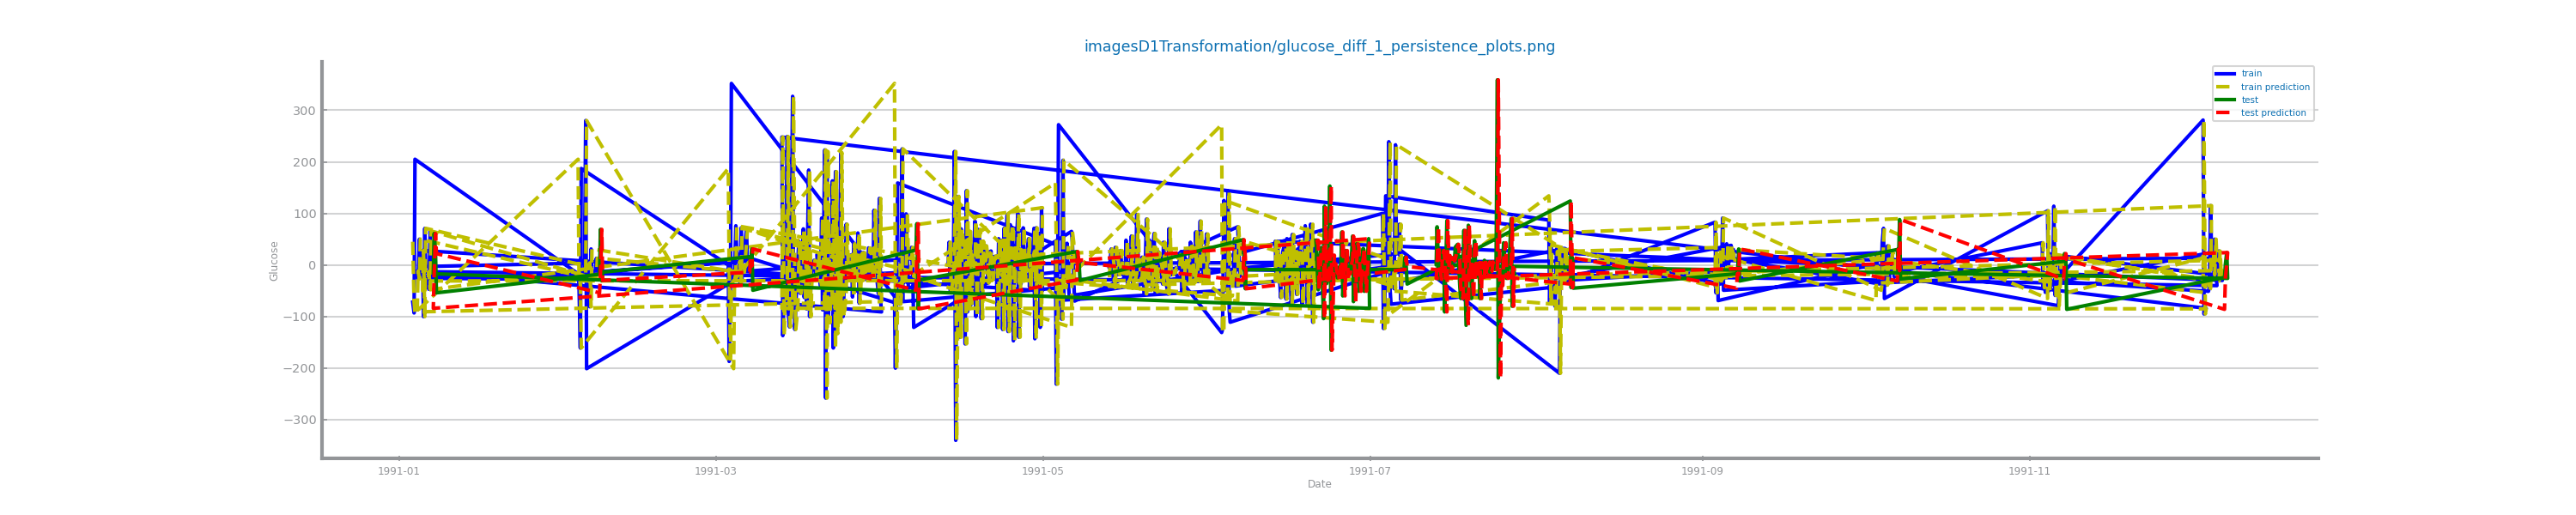 imagesD1Transformation/glucose_diff_1_persistence_plots.png
train
train prediction
test
test prediction
300
200
100
0
−100
−200
−300
Glucose
1991-01 1991-03 1991-05 1991-07 1991-09 1991-11
Date